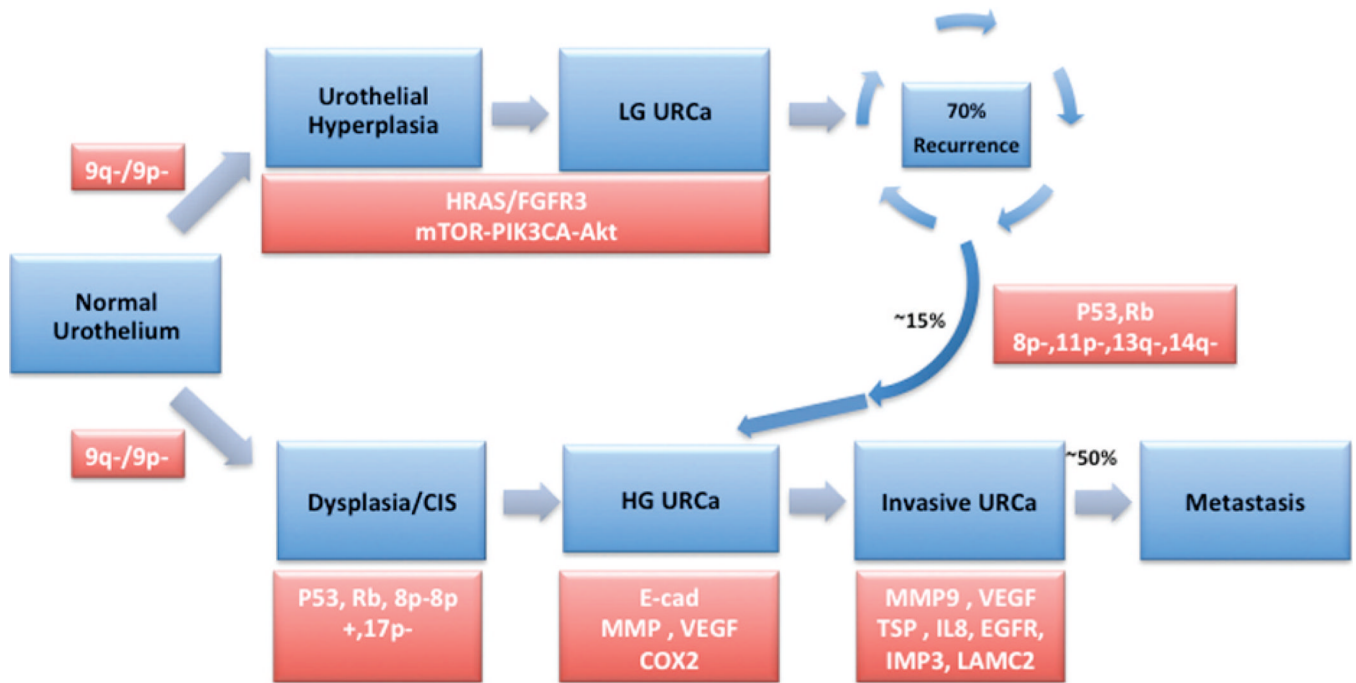 Urothelial
Hyperplasia
LG URCa
70%
Recurrence
9q-/9p-
HRAS/FGFR3
mTOR-PIK3CA-Akt
Normal
Urothelium
~15%
P53,Rb
8p-,11p-,13q-,14q-
9q-/9p-
Dysplasia/CIS
HG URCa
Invasive URCa
~50%
Metastasis
P53, Rb, 8p-8p
+,17p-
E-cad
MMP , VEGF
COX2
MMP9 , VEGF
TSP , IL8, EGFR,
IMP3, LAMC2